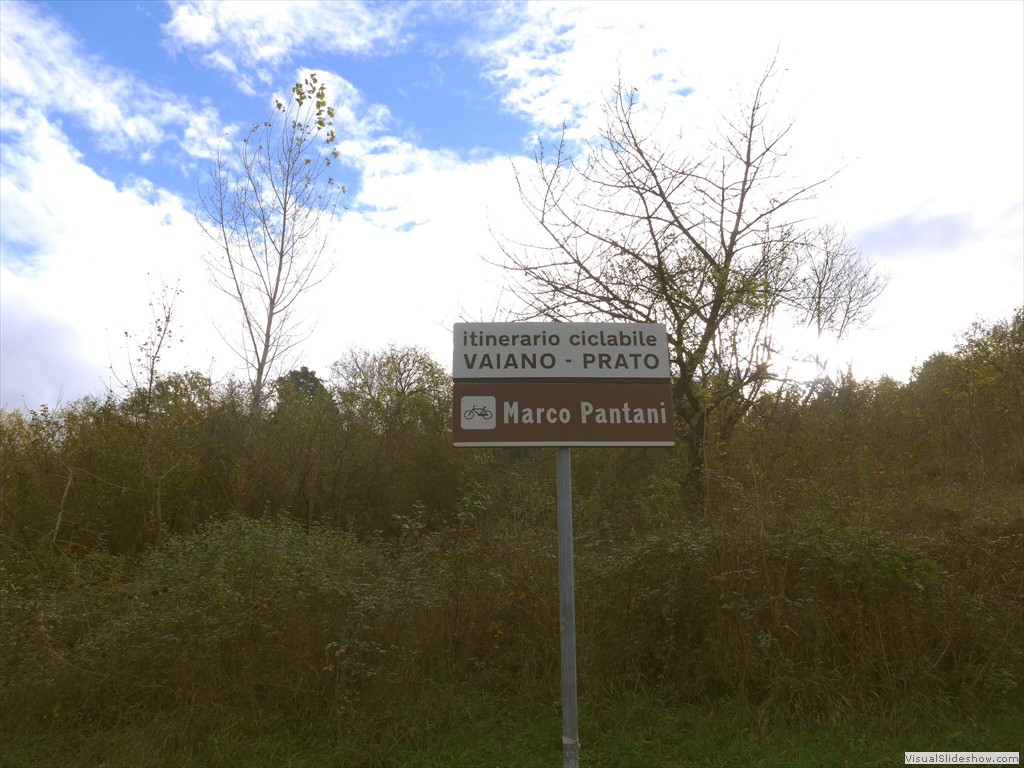 itinerario ciclabile
VAIANO - PRATO
Marco Pantani
VisualSlideshow.com